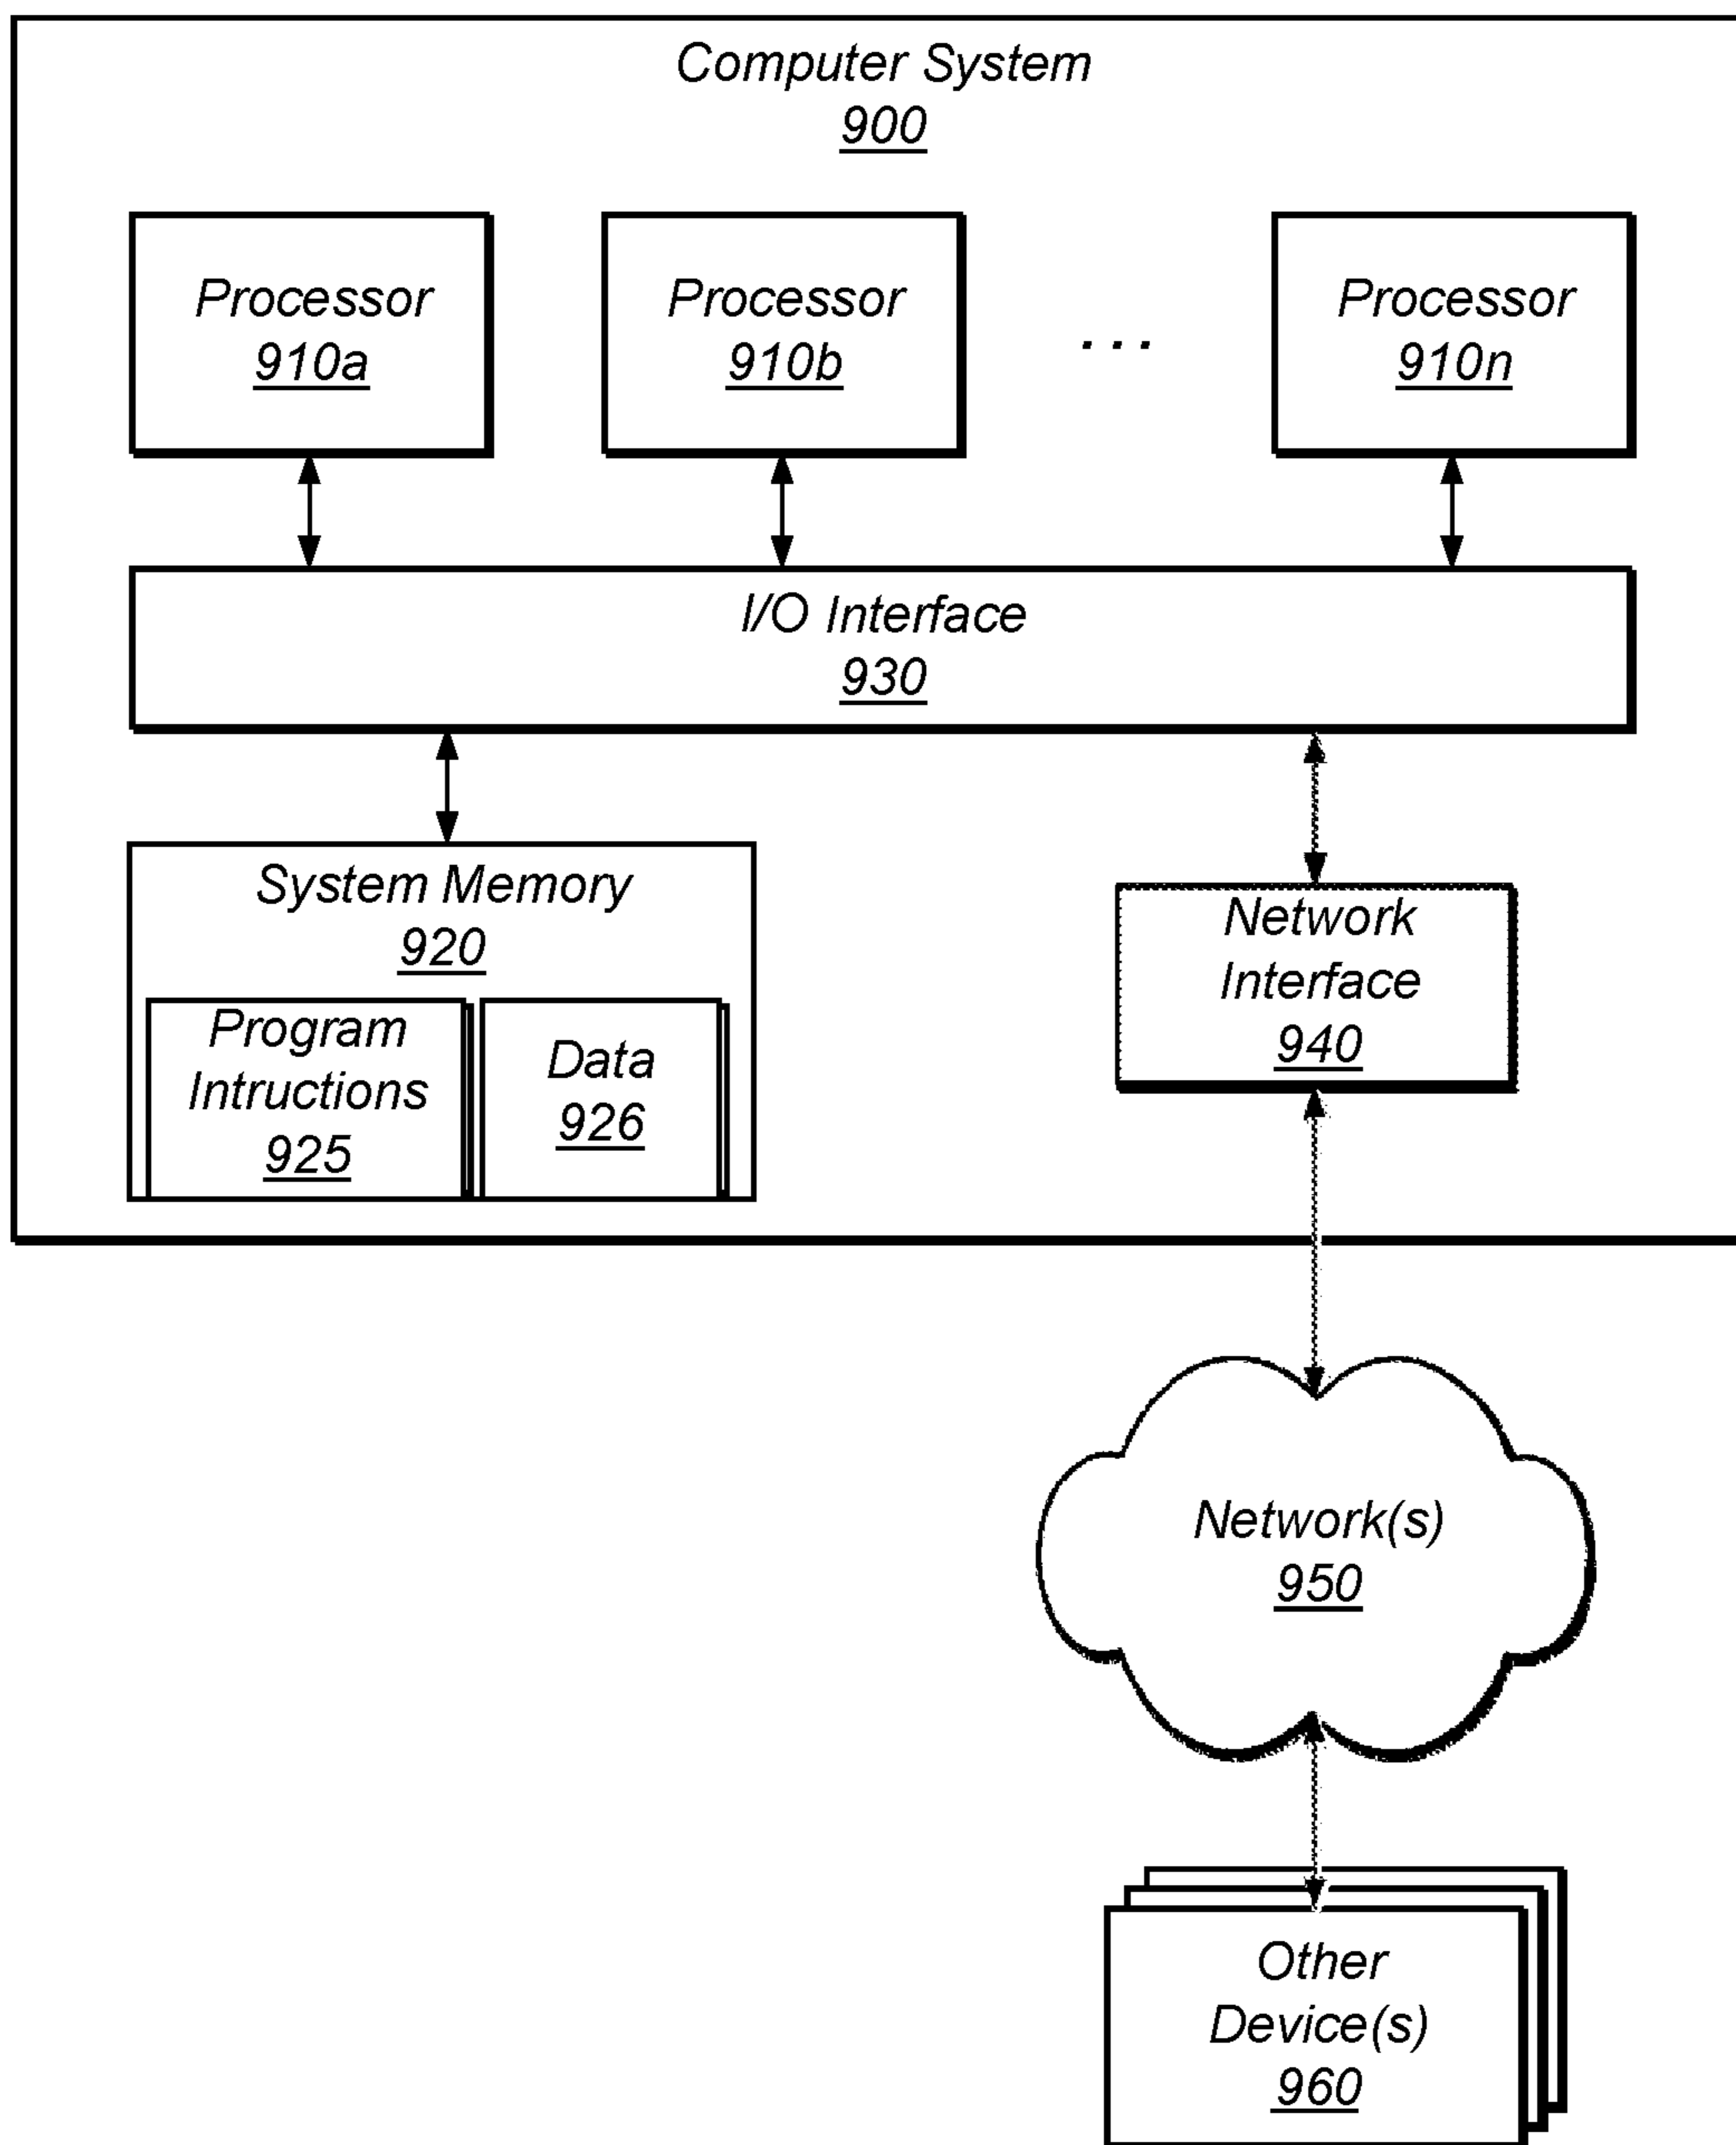 Computer System
900
Processor
910a
Processor
910b
...
Processor
910n
I/O Interface
930
System Memory
920
Program
Intructions
925
Data
926
Network
Interface
940
Network(s)
950
Other
Device(s)
960